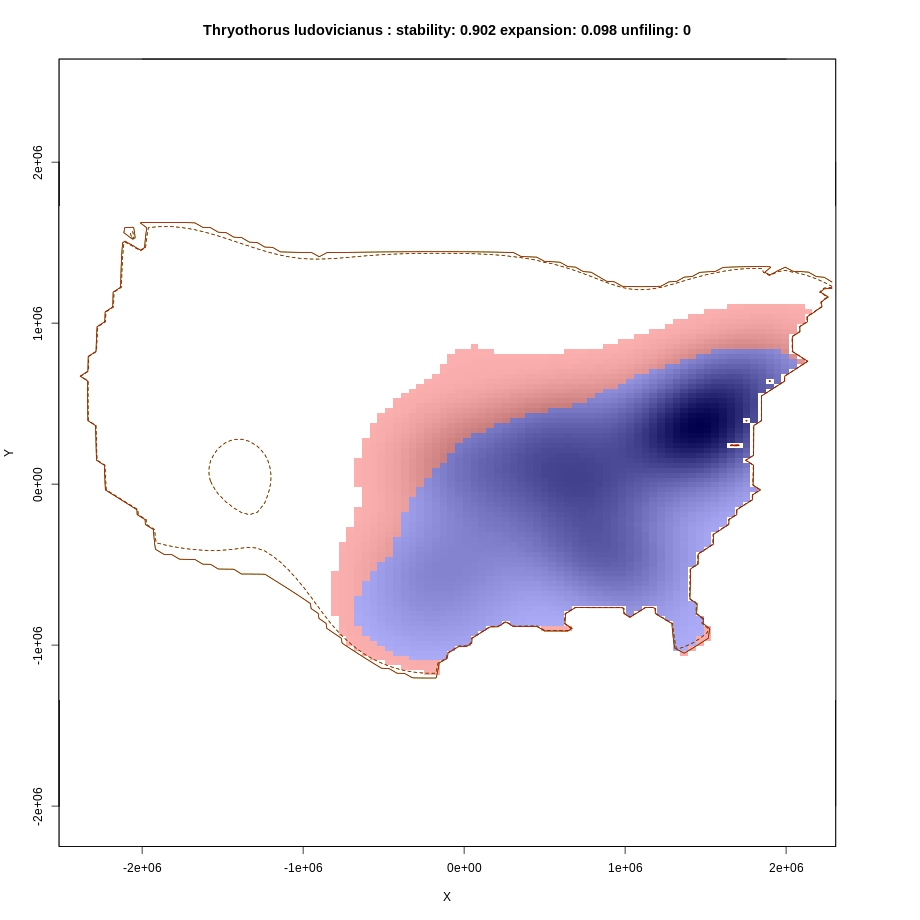 Thryothorus ludovicianus : stability: 0.902 expansion: 0.098 unfiling: 0
Y
2e+06
1e+06
0e+00
-1e+06
-2e+06
-2e+06 -1e+06 0e+00 1e+06 2e+06
X